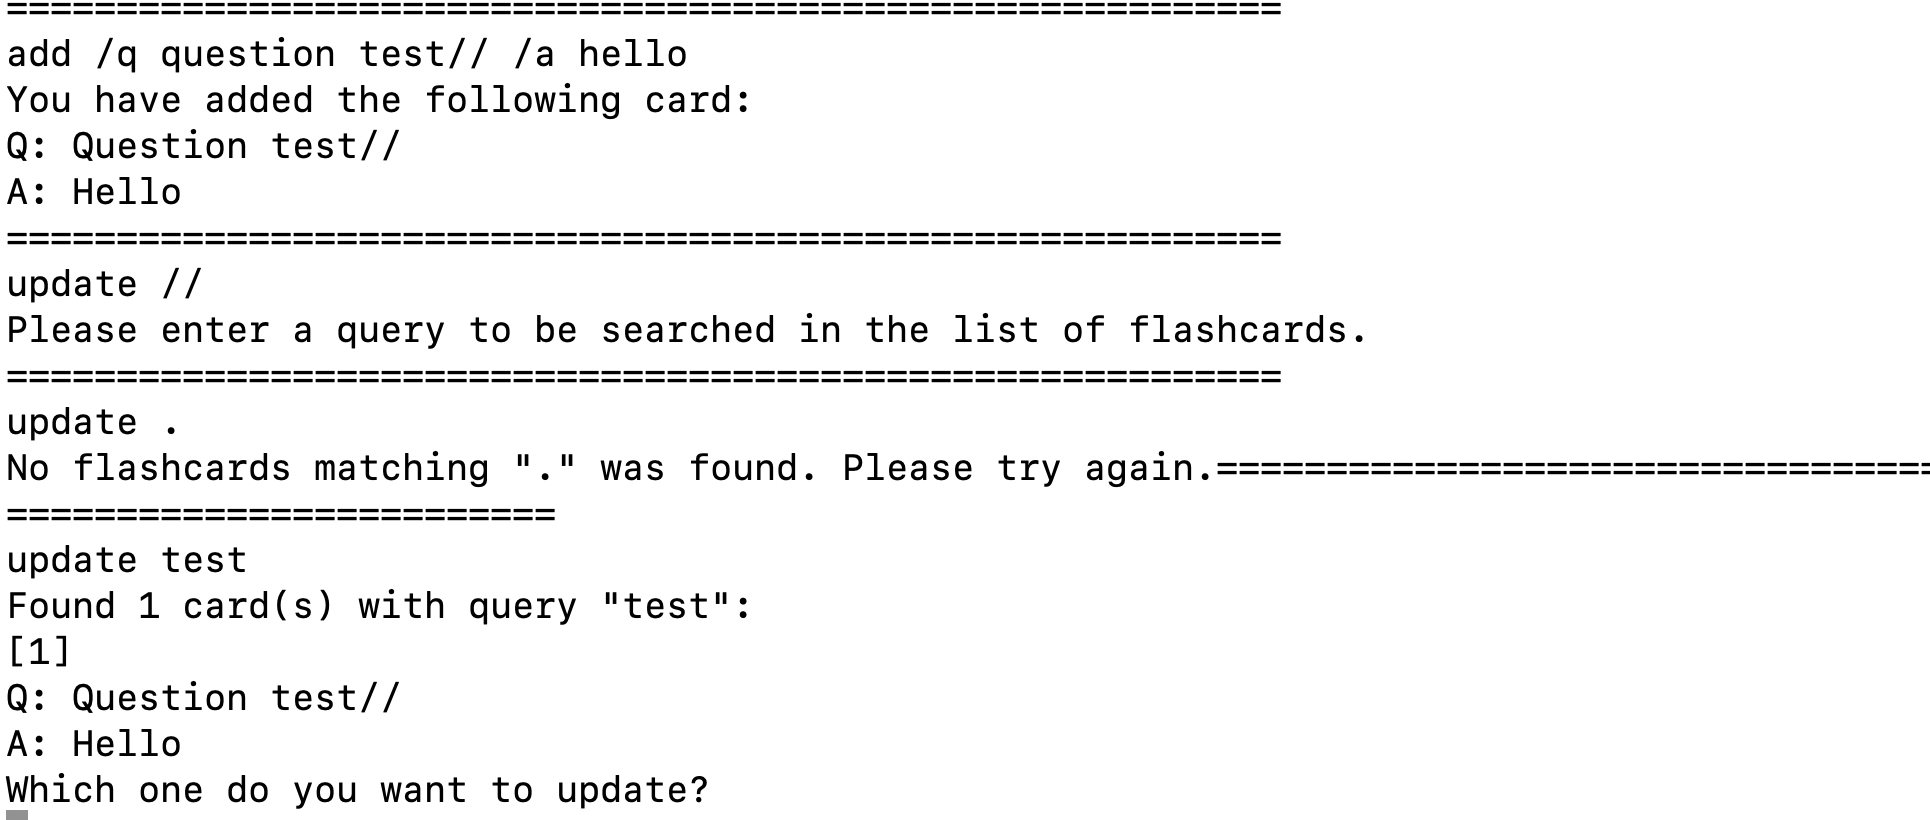 ==========================================================
add /q question test// /a hello
You have added the following card:
Q: Question test//
A: Hello
==========================================================
update //
Please enter a query to be searched in the list of flashcards.
==========================================================
update .
No flashcards matching "." was found. Please try again.=================================
=========================
update test
Found 1 card(s) with query "test":
[1]
Q: Question test//
A: Hello
Which one do you want to update?